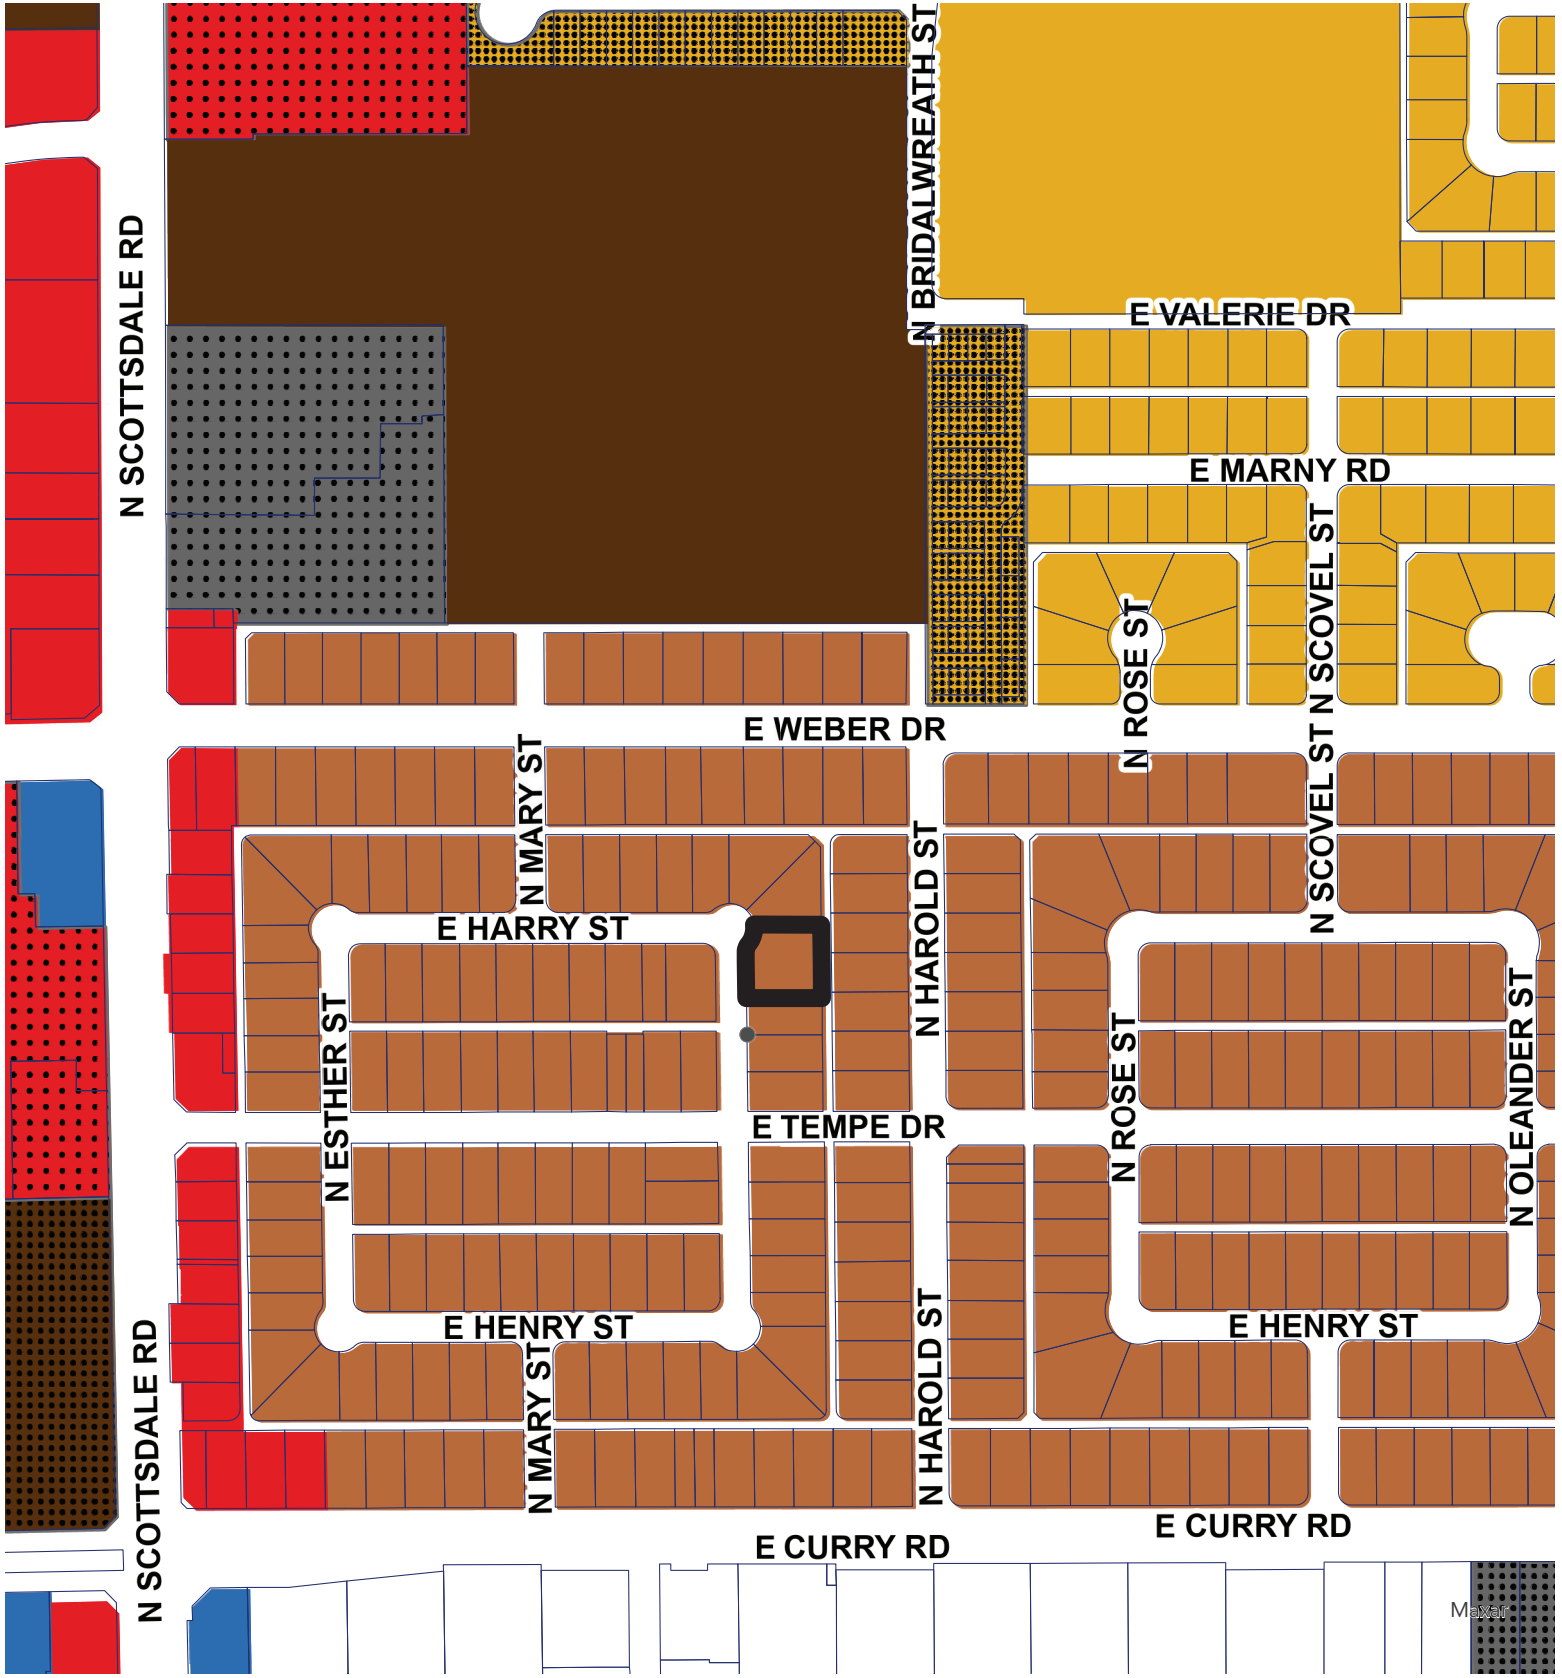 N BRIDALWREATH ST
N SCOTTSDALE RD
E VALERIE DR
E MARNY RD
N SCOVEL ST
N ROSE ST
E WEBER DR
N MARY ST
N SCOVEL ST
N HAROLD ST
E HARRY ST
N ESTHER ST
N ROSE ST
N OLEANDER ST
E TEMPE DR
N SCOTTSDALE RD
E HENRY ST
N HAROLD ST
E HENRY ST
N MARY ST
E CURRY RD
E CURRY RD
Maxar